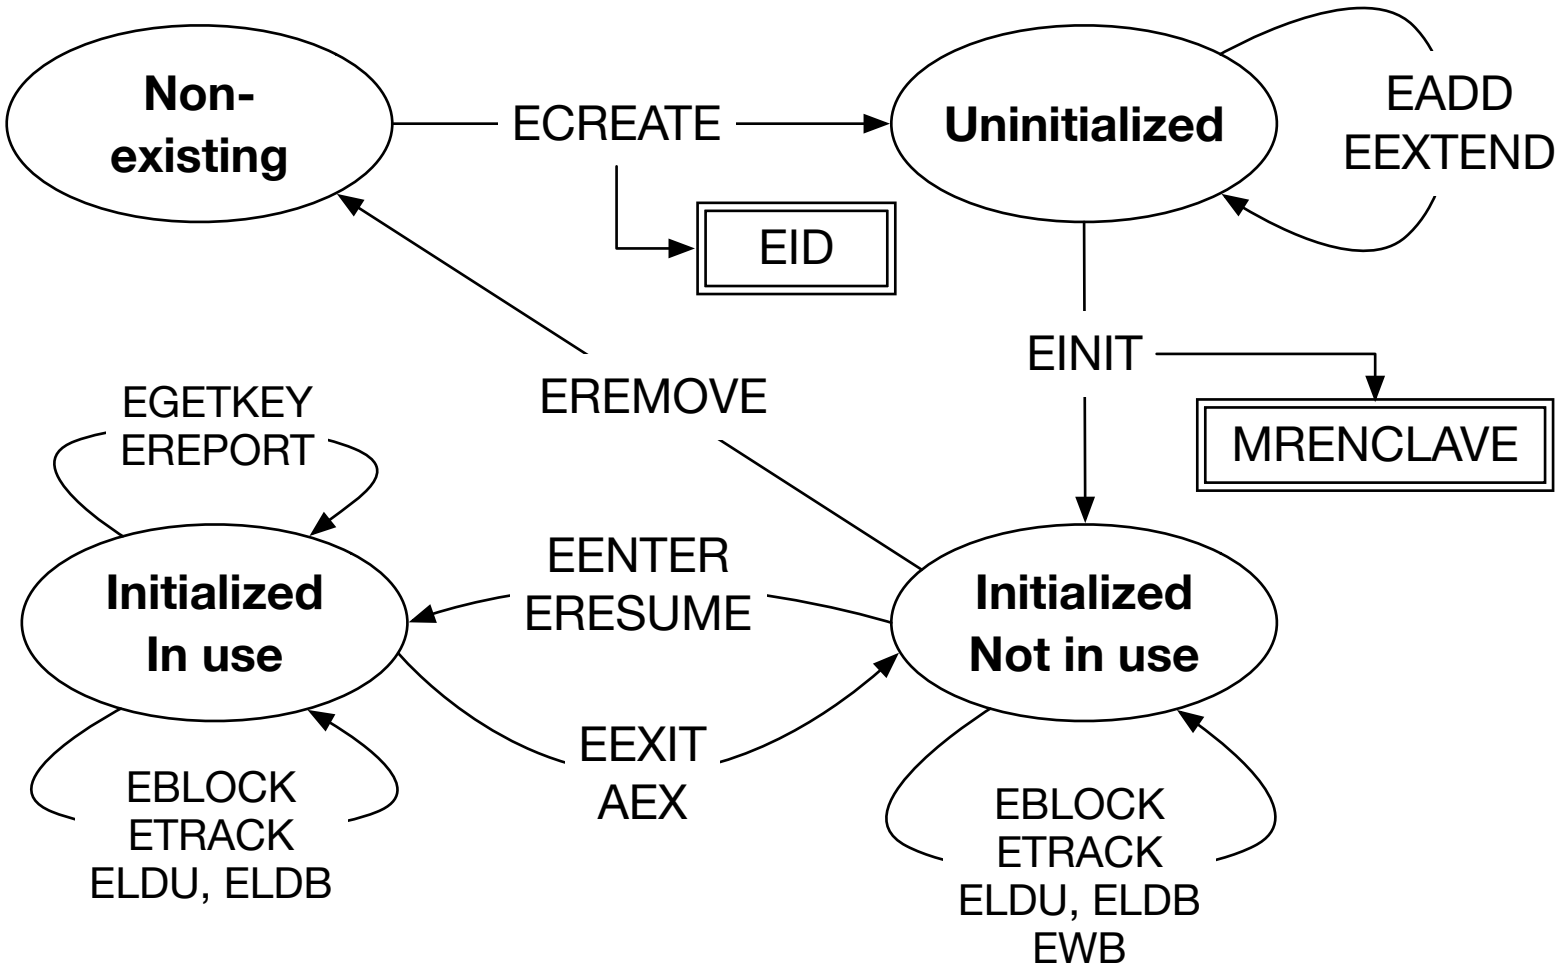 Non-
existing
ECREATE
Uninitialized
EADD
EEXTEND
EID
EINIT
MRENCLAVE
EREMOVE
EGETKEY
EREPORT
EENTER
ERESUME
Initialized
In use
Initialized
Not in use
EEXIT
AEX
EBLOCK
ETRACK
ELDU, ELDB
EBLOCK
ETRACK
ELDU, ELDB
EWB